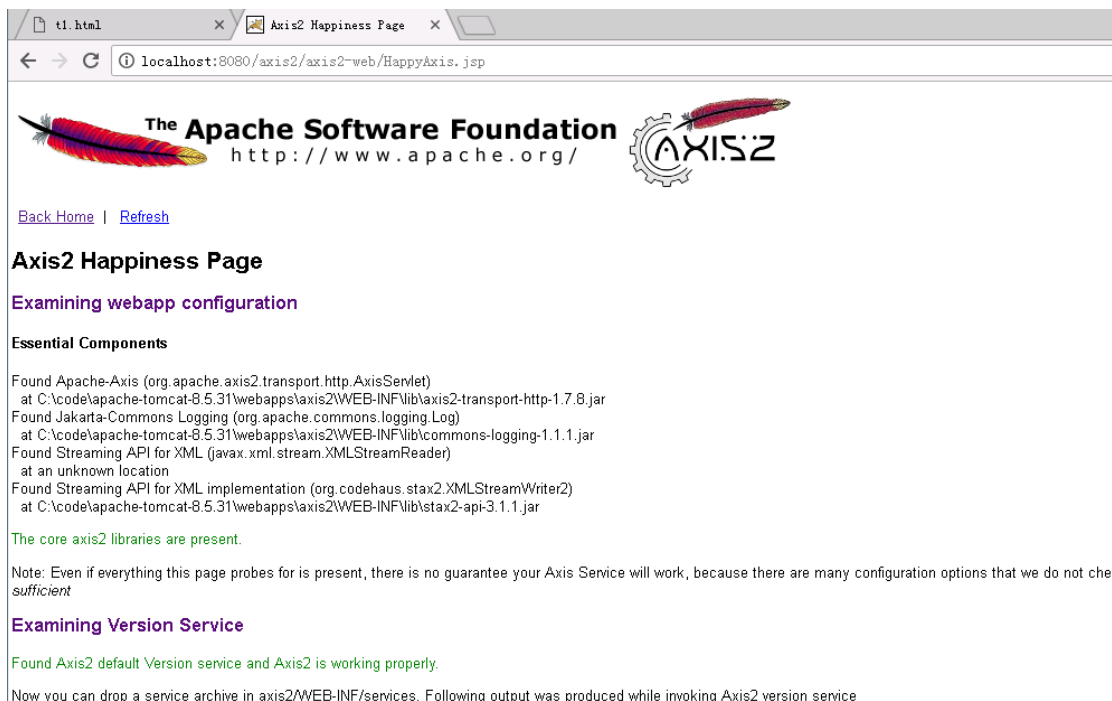 t1.html
Axis2 Happiness Page
localhost:8080/axis2/axis2-web/HappyAxis.jsp
The Apache Software Foundation
http://www.apache.org/
AXIS2
Back Home | Refresh
Axis2 Happiness Page
Examining webapp configuration
Essential Components
Found Apache-Axis (org.apache.axis2.transport.http.AxisServlet)
at C:\code\apache-tomcat-8.5.31\webapps\axis2\WEB-INF\lib\axis2-transport-http-1.7.8.jar
Found Jakarta-Commons Logging (org.apache.commons.logging.Log)
at C:\code\apache-tomcat-8.5.31\webapps\axis2\WEB-INF\lib\commons-logging-1.1.1.jar
Found Streaming API for XML (javax.xml.stream.XMLStreamReader)
at an unknown location
Found Streaming API for XML implementation (org.codehaus.stax2.XMLStreamWriter2)
at C:\code\apache-tomcat-8.5.31\webapps\axis2\WEB-INF\lib\stax2-api-3.1.1.jar
The core axis2 libraries are present.
Note: Even if everything this page probes for is present, there is no guarantee your Axis Service will work, because there are many configuration options that we do not che
sufficient
Examining Version Service
Found Axis2 default Version service and Axis2 is working properly.
Now you can drop a service archive in axis2/WEB-INF/services. Following output was produced while invoking Axis2 version service